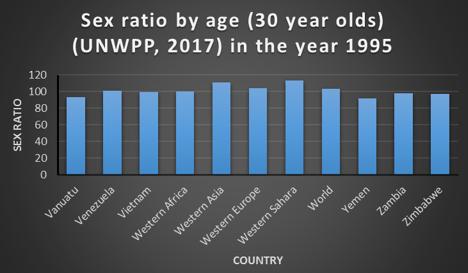 Sex ratio by age (30 year olds)
(UNWPP, 2017) in the year 1995
SEX RATIO
120
100
80
60
40
20
0
Vanuatu
Venezuela
Vietnam
Western Africa
Western Asia
Western Europe
Western Sahara
World
Yemen
Zambia
Zimbabwe
COUNTRY